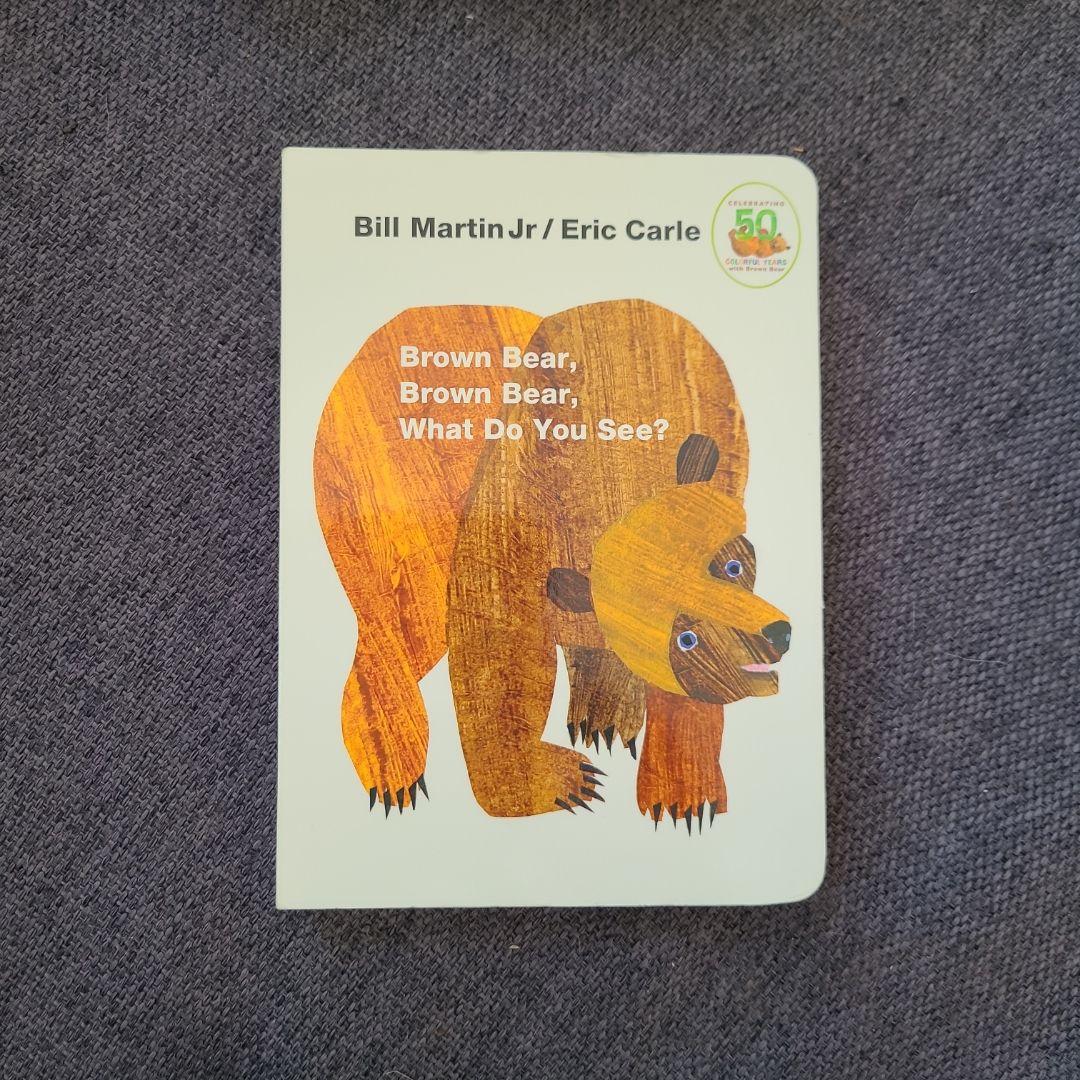 Bill Martin Jr / Eric Carle
CELEBRATING
50
COLORFUL YEARS
with Brown Bear
Brown Bear,
Brown Bear,
What Do You See?